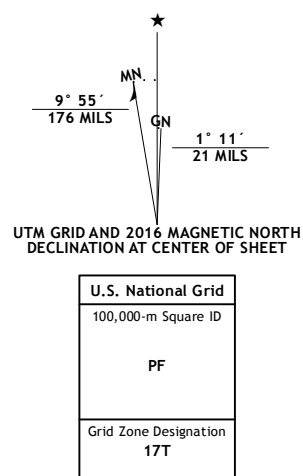 ★
MN
GN
9° 55´
176 MILS
1° 11´
21 MILS
UTM GRID AND 2016 MAGNETIC NORTH
DECLINATION AT CENTER OF SHEET
U.S. National Grid
100,000-m Square ID
PF
Grid Zone Designation
17T